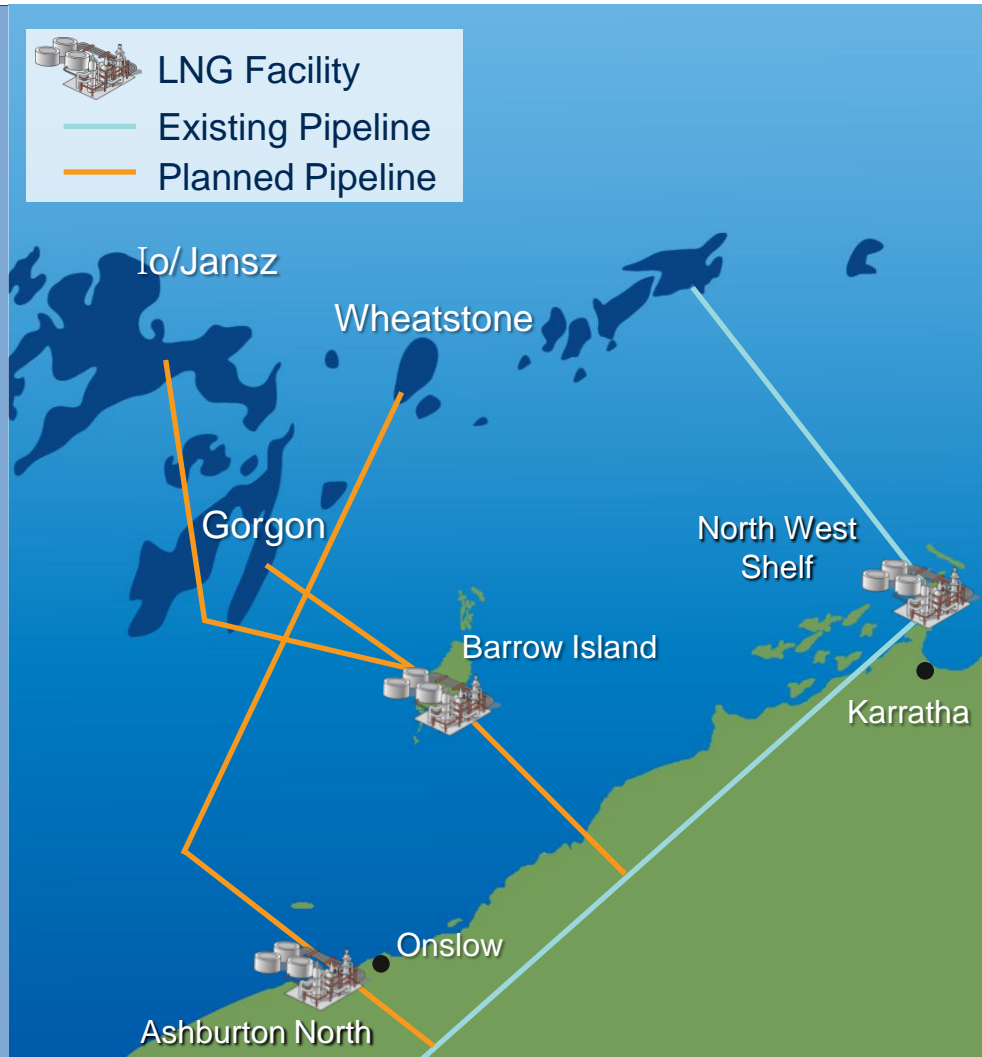 LNG Facility
Existing Pipeline
Planned Pipeline
Io/Jansz
Wheatstone
Gorgon
North West
Shelf
Barrow Island
Karratha
Onslow
Ashburton North